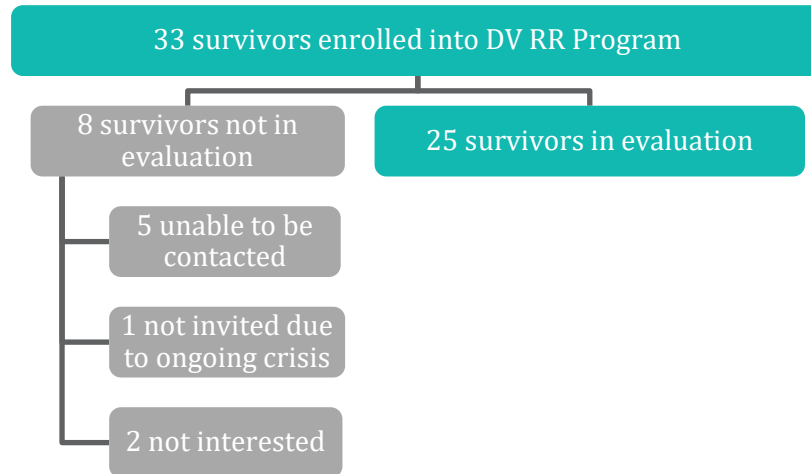 33 survivors enrolled into DV RR Program
8 survivors not in
evaluation
25 survivors in evaluation
5 unable to be
contacted
1 not invited due
to ongoing crisis
2 not interested